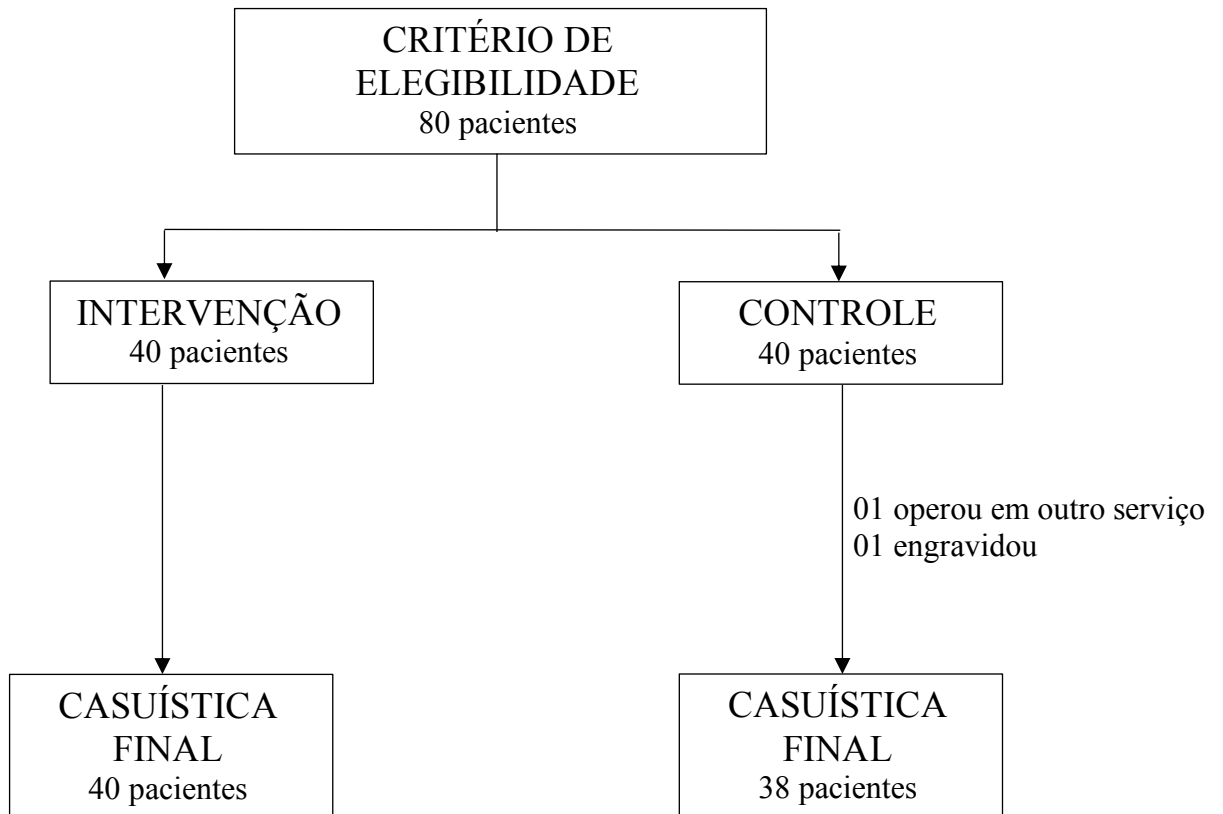 CRITÉRIO DE
ELEGIBILIDADE
80 pacientes
INTERVENÇÃO
40 pacientes
CONTROLE
40 pacientes
01 operou em outro serviço
01 engravidou
CASUÍSTICA
FINAL
40 pacientes
CASUÍSTICA
FINAL
38 pacientes